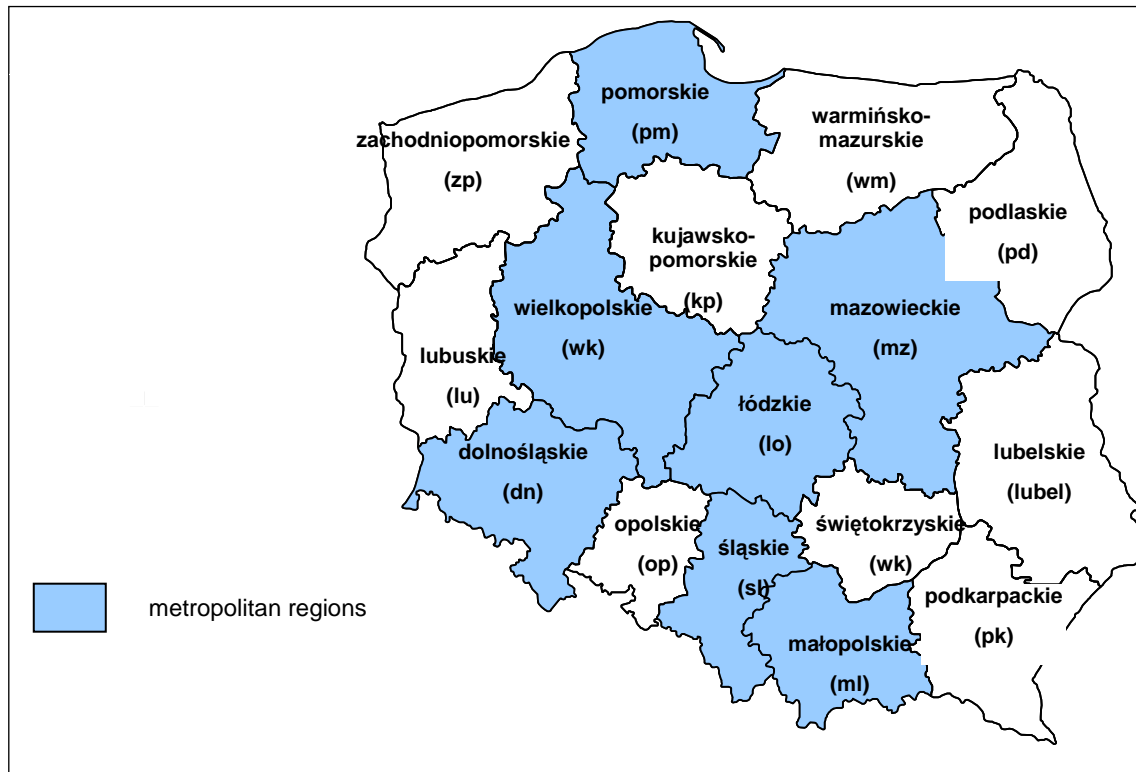 pomorskie
(pm)
warmińsko-
mazurskie
(wm)
zachodniopomorskie
(zp)
podlaskie
(pd)
kujawsko-
pomorskie
(kp)
wielkopolskie
(wk)
mazowieckie
(mz)
lubuskie
(lu)
łódzkie
(lo)
dolnośląskie
(dn)
lubelskie
(lubel)
opolskie
(op)
śląskie
(sl)
świętokrzyskie
(wk)
podkarpackie
(pk)
małopolskie
(ml)
metropolitan regions